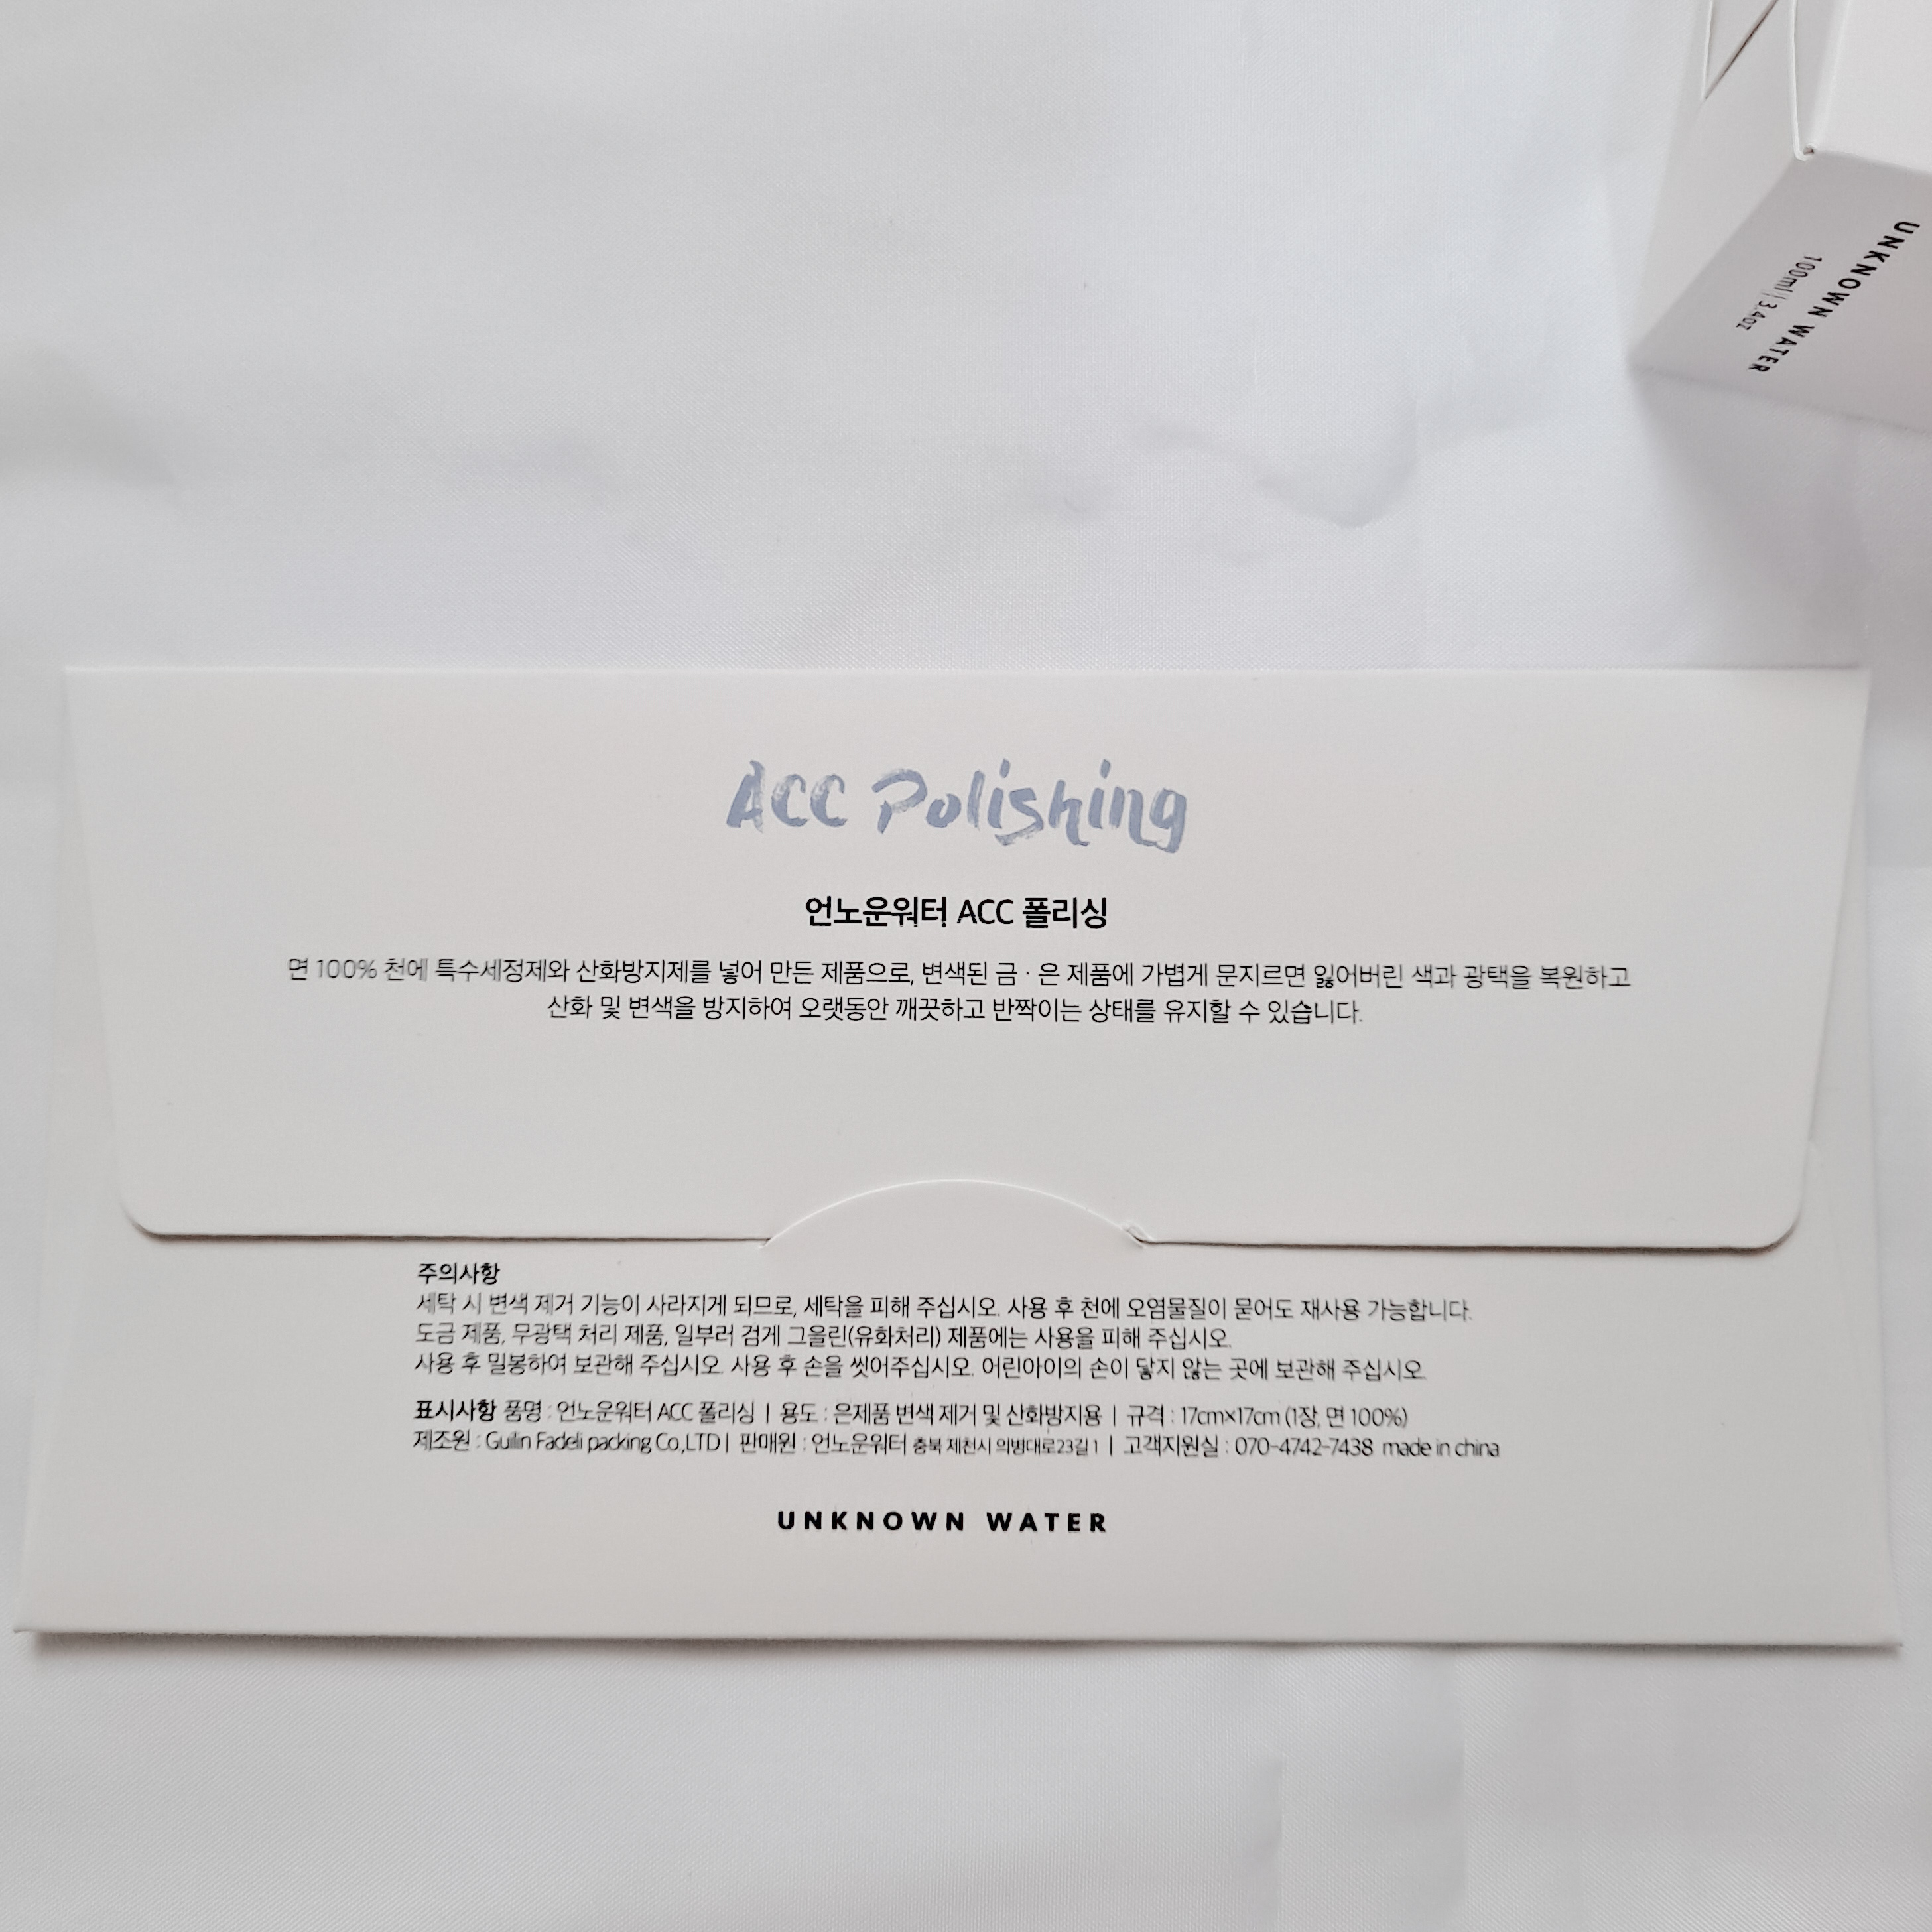 UNKNOWN WATER
100ml | 3.4oz
ACC Polishing
언노운워터 ACC 폴리싱
면 100% 천에 특수세정제와 산화방지제를 넣어 만든 제품으로, 변색된 금 · 은 제품에 가볍게 문지르면 잃어버린 색과 광택을 복원하고
산화 및 변색을 방지하여 오랫동안 깨끗하고 반짝이는 상태를 유지할 수 있습니다.
주의사항
세탁 시 변색 제거 기능이 사라지게 되므로, 세탁을 피해 주십시오. 사용 후 천에 오염물질이 묻어도 재사용 가능합니다.
도금 제품, 무광택 처리 제품, 일부러 검게 그을린(유화처리) 제품에는 사용을 피해 주십시오.
사용 후 밀봉하여 보관해 주십시오. 사용 후 손을 씻어주십시오. 어린아이의 손이 닿지 않는 곳에 보관해 주십시오
표시사항 품명 : 언노운워터 ACC 폴리싱 | 용도 : 은제품 변색 제거 및 산화방지용 | 규격 : 17cm×17cm (1장, 면 100%)
제조원 : Guilin Fadeli packing Co.,LTD | 판매원 : 언노운워터 충북 제천시 의병대로23길 1 | 고객지원실 : 070-4742-7438 made in china
UNKNOWN WATER